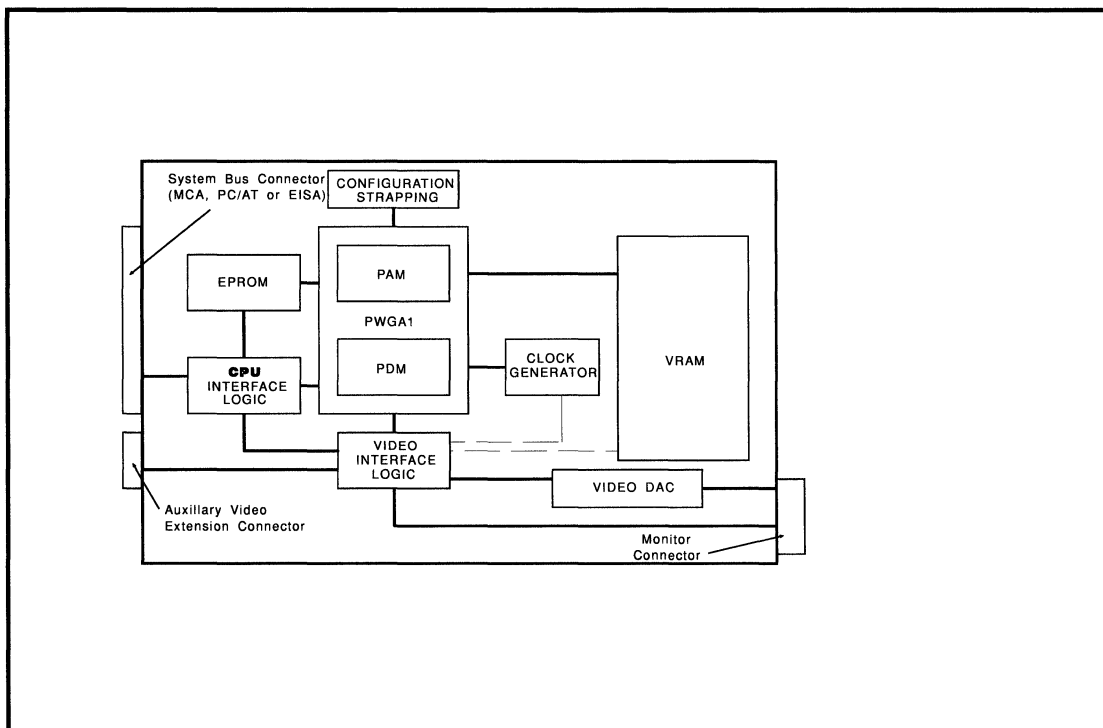 System Bus Connector
(MCA, PC/AT or EISA)
CONFIGURATION
STRAPPING
EPROM
PAM
PWGA1
PDM
CPU
INTERFACE
LOGIC
CLOCK
GENERATOR
VRAM
VIDEO
INTERFACE
LOGIC
VIDEO DAC
Auxillary Video
Extension Connector
Monitor
Connector